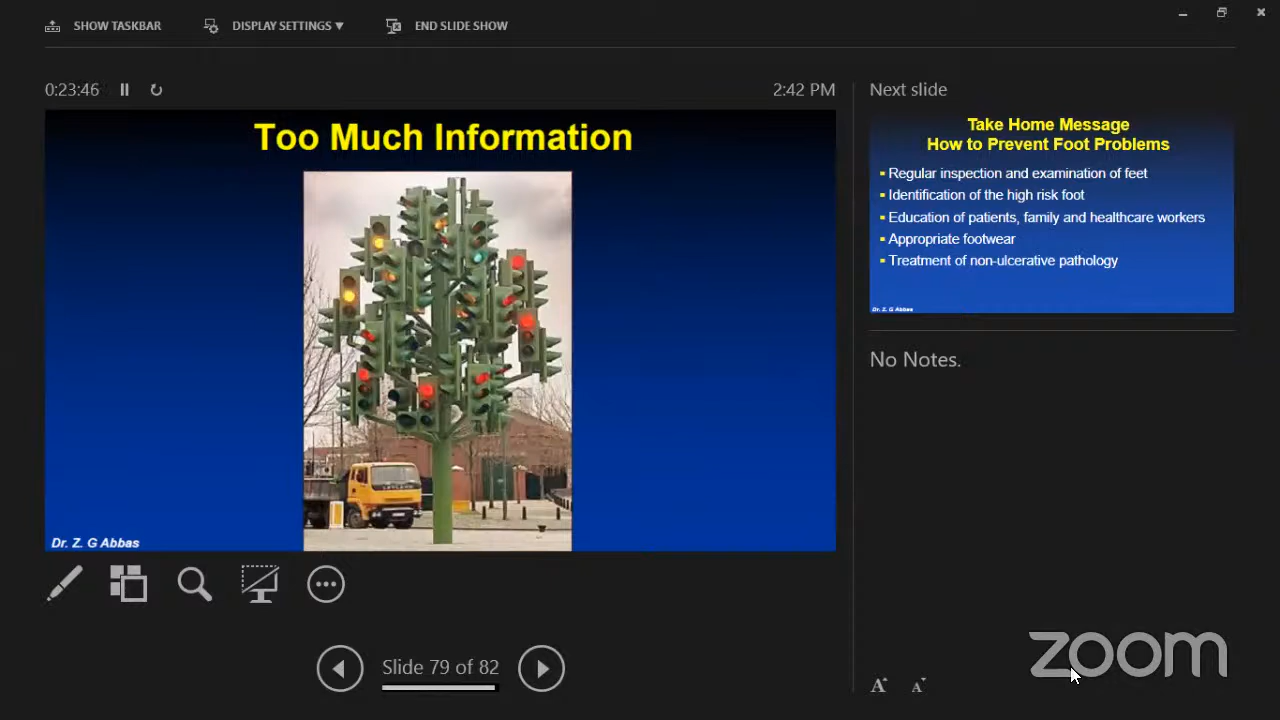 SHOW TASKBAR
DISPLAY SETTINGS ▼
END SLIDE SHOW
0:23:46
2:42 PM
Too Much Information
Dr. Z. G Abbas
Slide 79 of 82
Next slide
Take Home Message
How to Prevent Foot Problems
▪ Regular inspection and examination of feet
▪ Identification of the high risk foot
▪ Education of patients, family and healthcare workers
▪ Appropriate footwear
▪ Treatment of non-ulcerative pathology
Dr. Z. G Abbas
No Notes.
A A
zoom